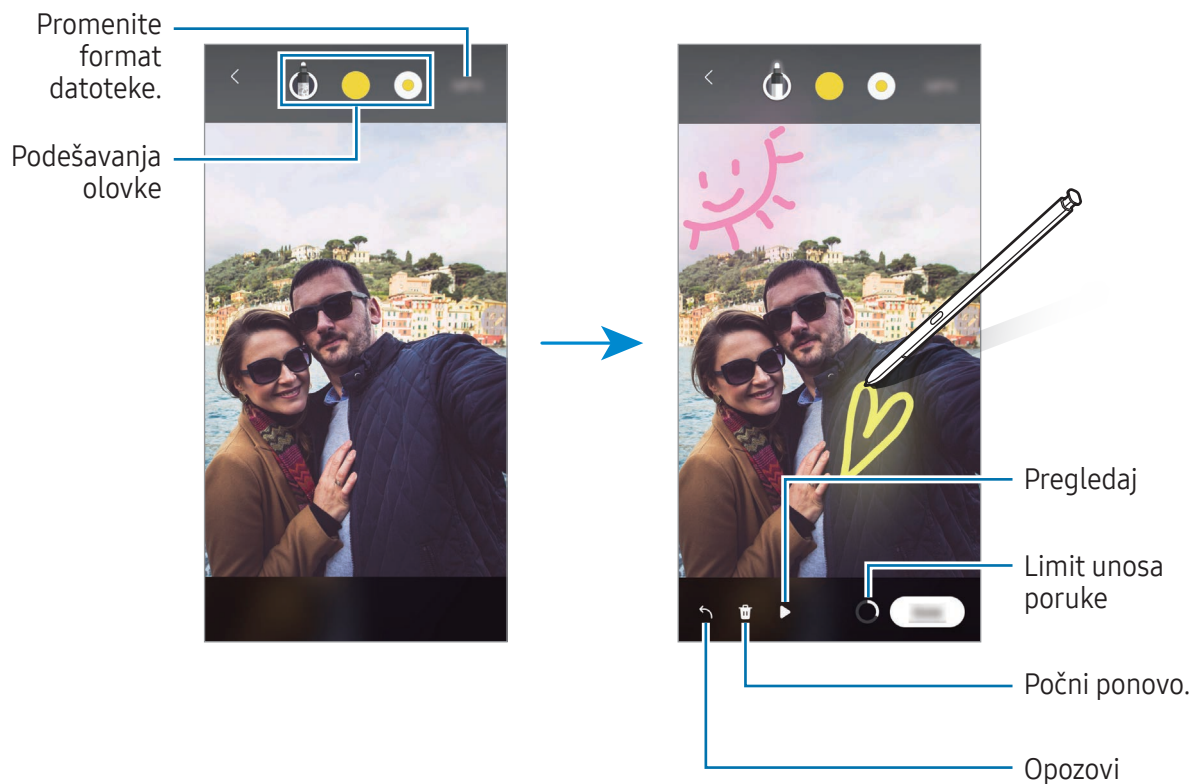 Promenite
format
datoteke.
Podešavanja
olovke
Pregledaj
Limit unosa
poruke
Počni ponovo.
Opozovi